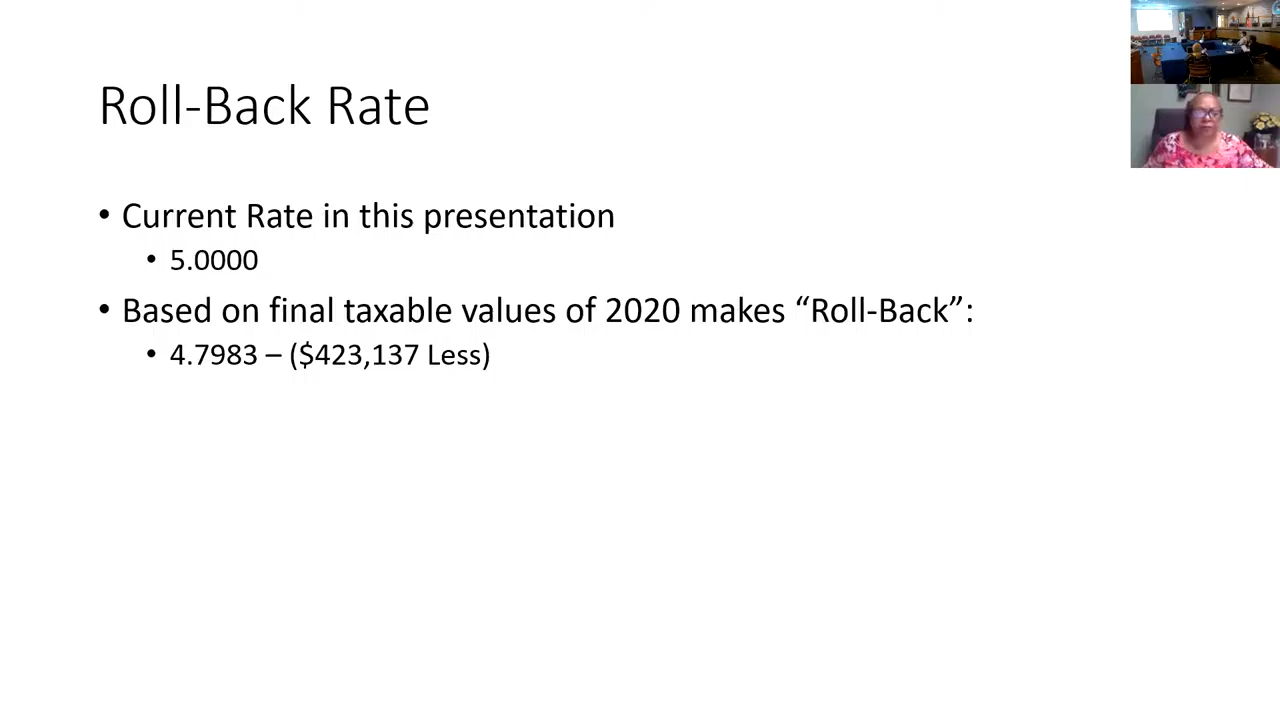 Roll-Back Rate
• Current Rate in this presentation
• 5.0000
• Based on final taxable values of 2020 makes “Roll-Back”:
• 4.7983 – ($423,137 Less)